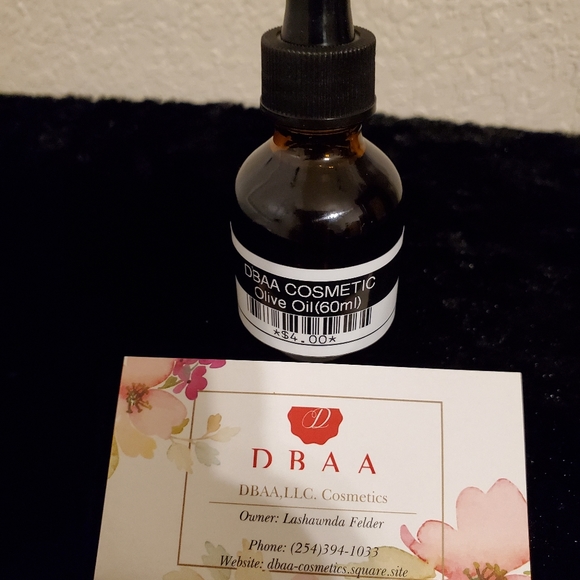 DBAA COSMETIC
Olive Oil(60ml)
*$4.00*
D
DBAA
DBAA,LLC. Cosmetics
Owner: Lashawnda Felder
Phone: (254)394-1033
Website: dbaa-cosmetics.square.site